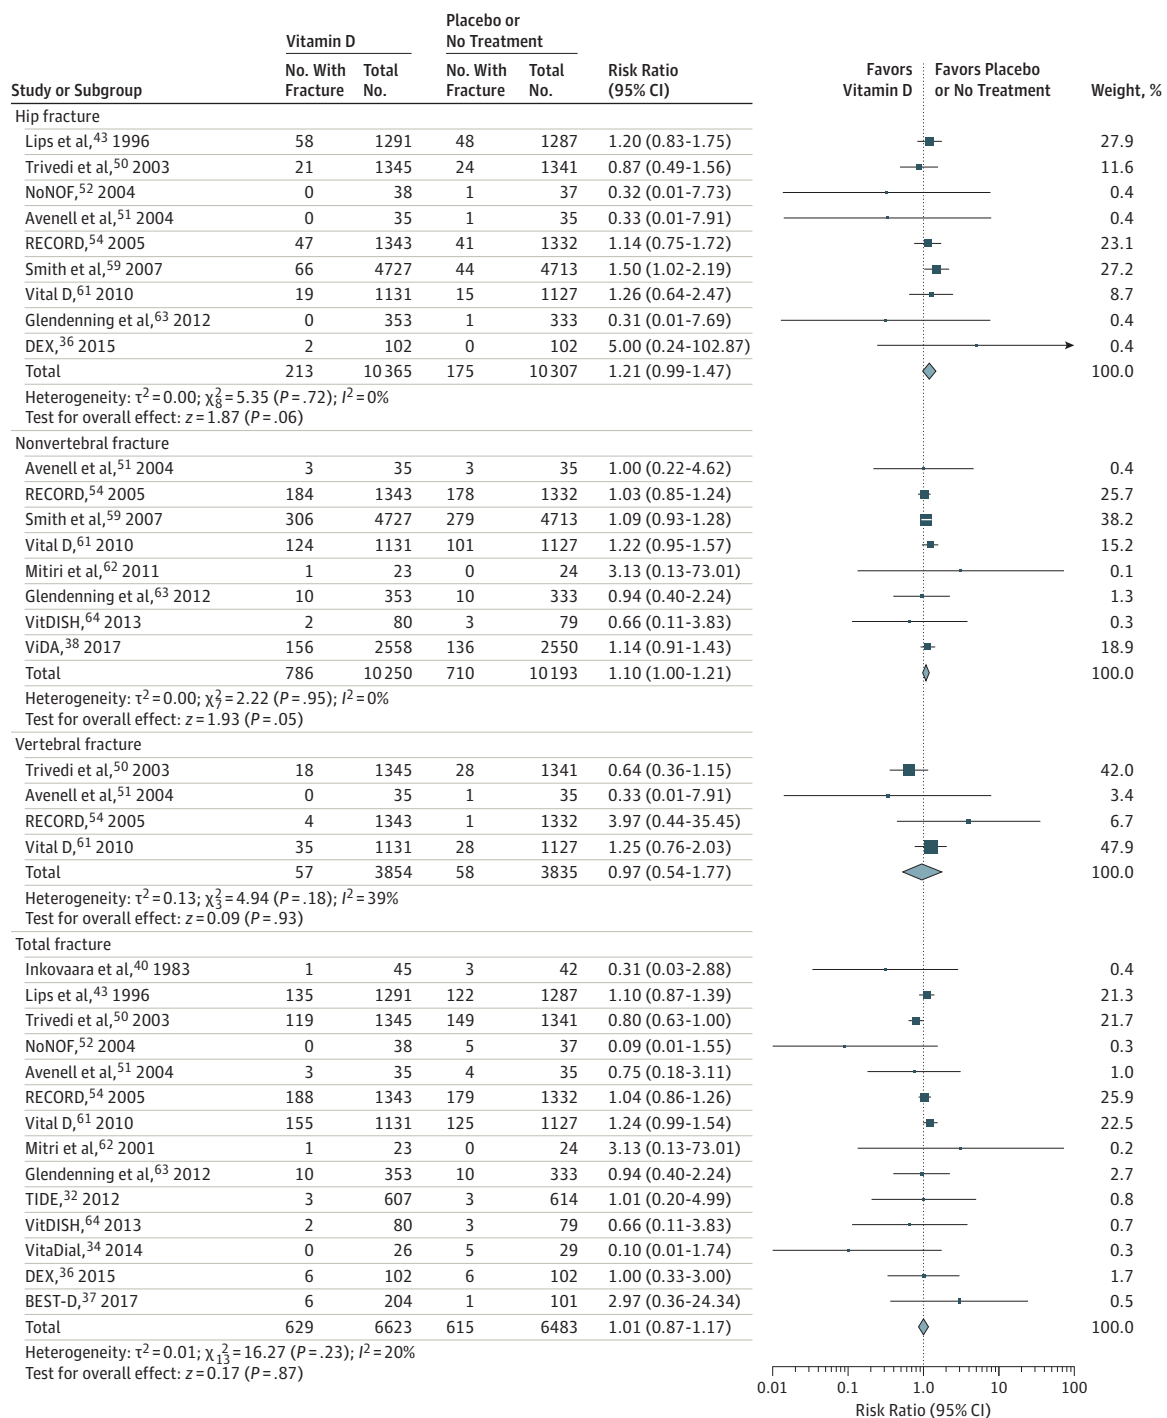 Vitamin D Placebo or No Treatment
Study or Subgroup No. With Fracture Total No. No. With Fracture Total No. Risk Ratio (95% CI) Favors Vitamin D Favors Placebo or No Treatment Weight, %
Hip fracture
Lips et al,43 1996 58 1291 48 1287 1.20 (0.83-1.75) 27.9
Trivedi et al,50 2003 21 1345 24 1341 0.87 (0.49-1.56) 11.6
NoNOF,52 2004 0 38 1 37 0.32 (0.01-7.73) 0.4
Avenell et al,51 2004 0 35 1 35 0.33 (0.01-7.91) 0.4
RECORD,54 2005 47 1343 41 1332 1.14 (0.75-1.72) 23.1
Smith et al,59 2007 66 4727 44 4713 1.50 (1.02-2.19) 27.2
Vital D,61 2010 19 1131 15 1127 1.26 (0.64-2.47) 8.7
Glendenning et al,63 2012 0 353 1 333 0.31 (0.01-7.69) 0.4
DEX,36 2015 2 102 0 102 5.00 (0.24-102.87) 0.4
Total 213 10365 175 10307 1.21 (0.99-1.47) 100.0
Heterogeneity: τ2=0.00; χ28=5.35 (P=.72); I2=0%
Test for overall effect: z=1.87 (P=.06)
Nonvertebral fracture
Avenell et al,51 2004 3 35 3 35 1.00 (0.22-4.62) 0.4
RECORD,54 2005 184 1343 178 1332 1.03 (0.85-1.24) 25.7
Smith et al,59 2007 306 4727 279 4713 1.09 (0.93-1.28) 38.2
Vital D,61 2010 124 1131 101 1127 1.22 (0.95-1.57) 15.2
Mitiri et al,62 2011 1 23 0 24 3.13 (0.13-73.01) 0.1
Glendenning et al,63 2012 10 353 10 333 0.94 (0.40-2.24) 1.3
VitDISH,64 2013 2 80 3 79 0.66 (0.11-3.83) 0.3
ViDA,38 2017 156 2558 136 2550 1.14 (0.91-1.43) 18.9
Total 786 10250 710 10193 1.10 (1.00-1.21) 100.0
Heterogeneity: τ2=0.00; χ27=2.22 (P=.95); I2=0%
Test for overall effect: z=1.93 (P=.05)
Vertebral fracture
Trivedi et al,50 2003 18 1345 28 1341 0.64 (0.36-1.15) 42.0
Avenell et al,51 2004 0 35 1 35 0.33 (0.01-7.91) 3.4
RECORD,54 2005 4 1343 1 1332 3.97 (0.44-35.45) 6.7
Vital D,61 2010 35 1131 28 1127 1.25 (0.76-2.03) 47.9
Total 57 3854 58 3835 0.97 (0.54-1.77) 100.0
Heterogeneity: τ2=0.13; χ23=4.94 (P=.18); I2=39%
Test for overall effect: z=0.09 (P=.93)
Total fracture
Inkovaara et al,40 1983 1 45 3 42 0.31 (0.03-2.88) 0.4
Lips et al,43 1996 135 1291 122 1287 1.10 (0.87-1.39) 21.3
Trivedi et al,50 2003 119 1345 149 1341 0.80 (0.63-1.00) 21.7
NoNOF,52 2004 0 38 5 37 0.09 (0.01-1.55) 0.3
Avenell et al,51 2004 3 35 4 35 0.75 (0.18-3.11) 1.0
RECORD,54 2005 188 1343 179 1332 1.04 (0.86-1.26) 25.9
Vital D,61 2010 155 1131 125 1127 1.24 (0.99-1.54) 22.5
Mitri et al,62 2001 1 23 0 24 3.13 (0.13-73.01) 0.2
Glendenning et al,63 2012 10 353 10 333 0.94 (0.40-2.24) 2.7
TIDE,32 2012 3 607 3 614 1.01 (0.20-4.99) 0.8
VitDISH,64 2013 2 80 3 79 0.66 (0.11-3.83) 0.7
VitaDial,34 2014 0 26 5 29 0.10 (0.01-1.74) 0.3
DEX,36 2015 6 102 6 102 1.00 (0.33-3.00) 1.7
BEST-D,37 2017 6 204 1 101 2.97 (0.36-24.34) 0.5
Total 629 6623 615 6483 1.01 (0.87-1.17) 100.0
Heterogeneity: τ2=0.01; χ213=16.27 (P=.23); I2=20%
Test for overall effect: z=0.17 (P=.87)
0.01 0.1 1.0 10 100
Risk Ratio (95% CI)